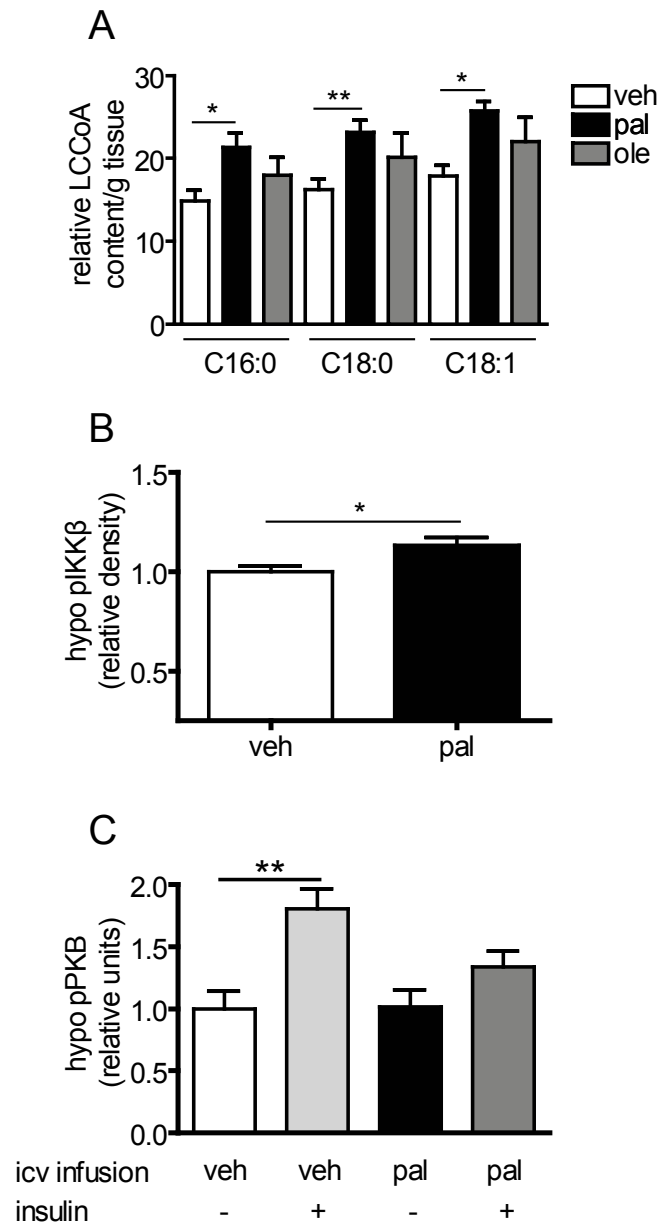 A
relative LCCoA
content/g tissue
30
20
10
0
*
**
*
veh
pal
ole
C16:0 C18:0 C18:1
B
hypo pIKKβ
(relative density)
1.5
1.0
0.5
*
veh pal
C
hypo pPKB
(relative units)
2.0
1.5
1.0
0.5
0.0
**
icv infusion veh veh pal pal
insulin - + - +